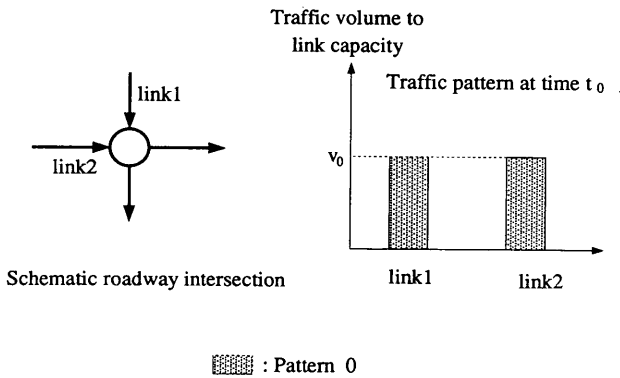 Traffic volume to
link capacity
Traffic pattern at time t0
link1
link2
v0
link1
link2
Schematic roadway intersection
: Pattern 0